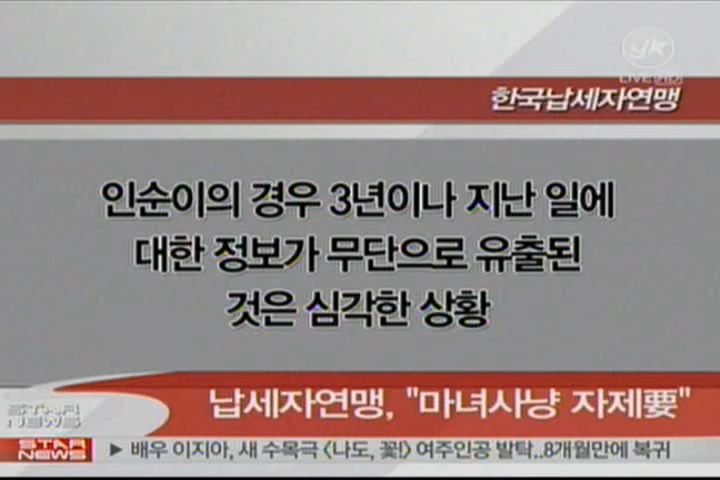 yk
LIVE HD
한국납세자연맹
인순이의 경우 3년이나 지난 일에
대한 정보가 무단으로 유출된
것은 심각한 상황
납세자연맹, "마녀사냥 자제要"
STAR
NEWS
STAR
NEWS
▶ 배우 이지아, 새 수목극 〈나도, 꽃!〉 여주인공 발탁..8개월만에 복귀